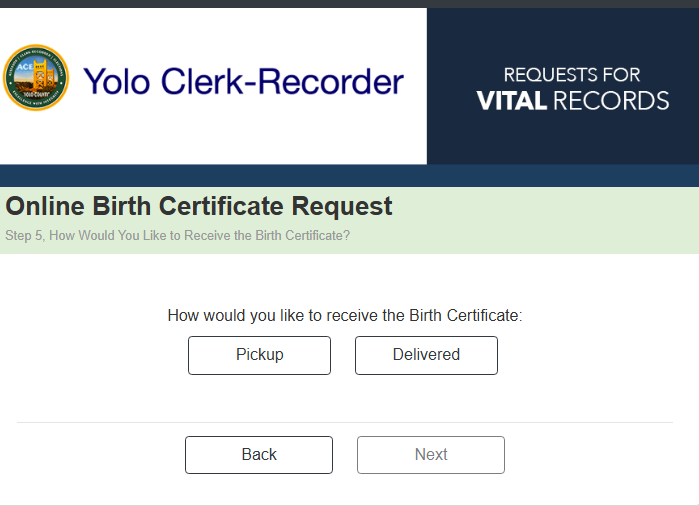 ACE
YOLO COUNTY
Yolo Clerk-Recorder
REQUESTS FOR
VITAL RECORDS
Online Birth Certificate Request
Step 5, How Would You Like to Receive the Birth Certificate?
How would you like to receive the Birth Certificate:
Pickup
Delivered
Back
Next